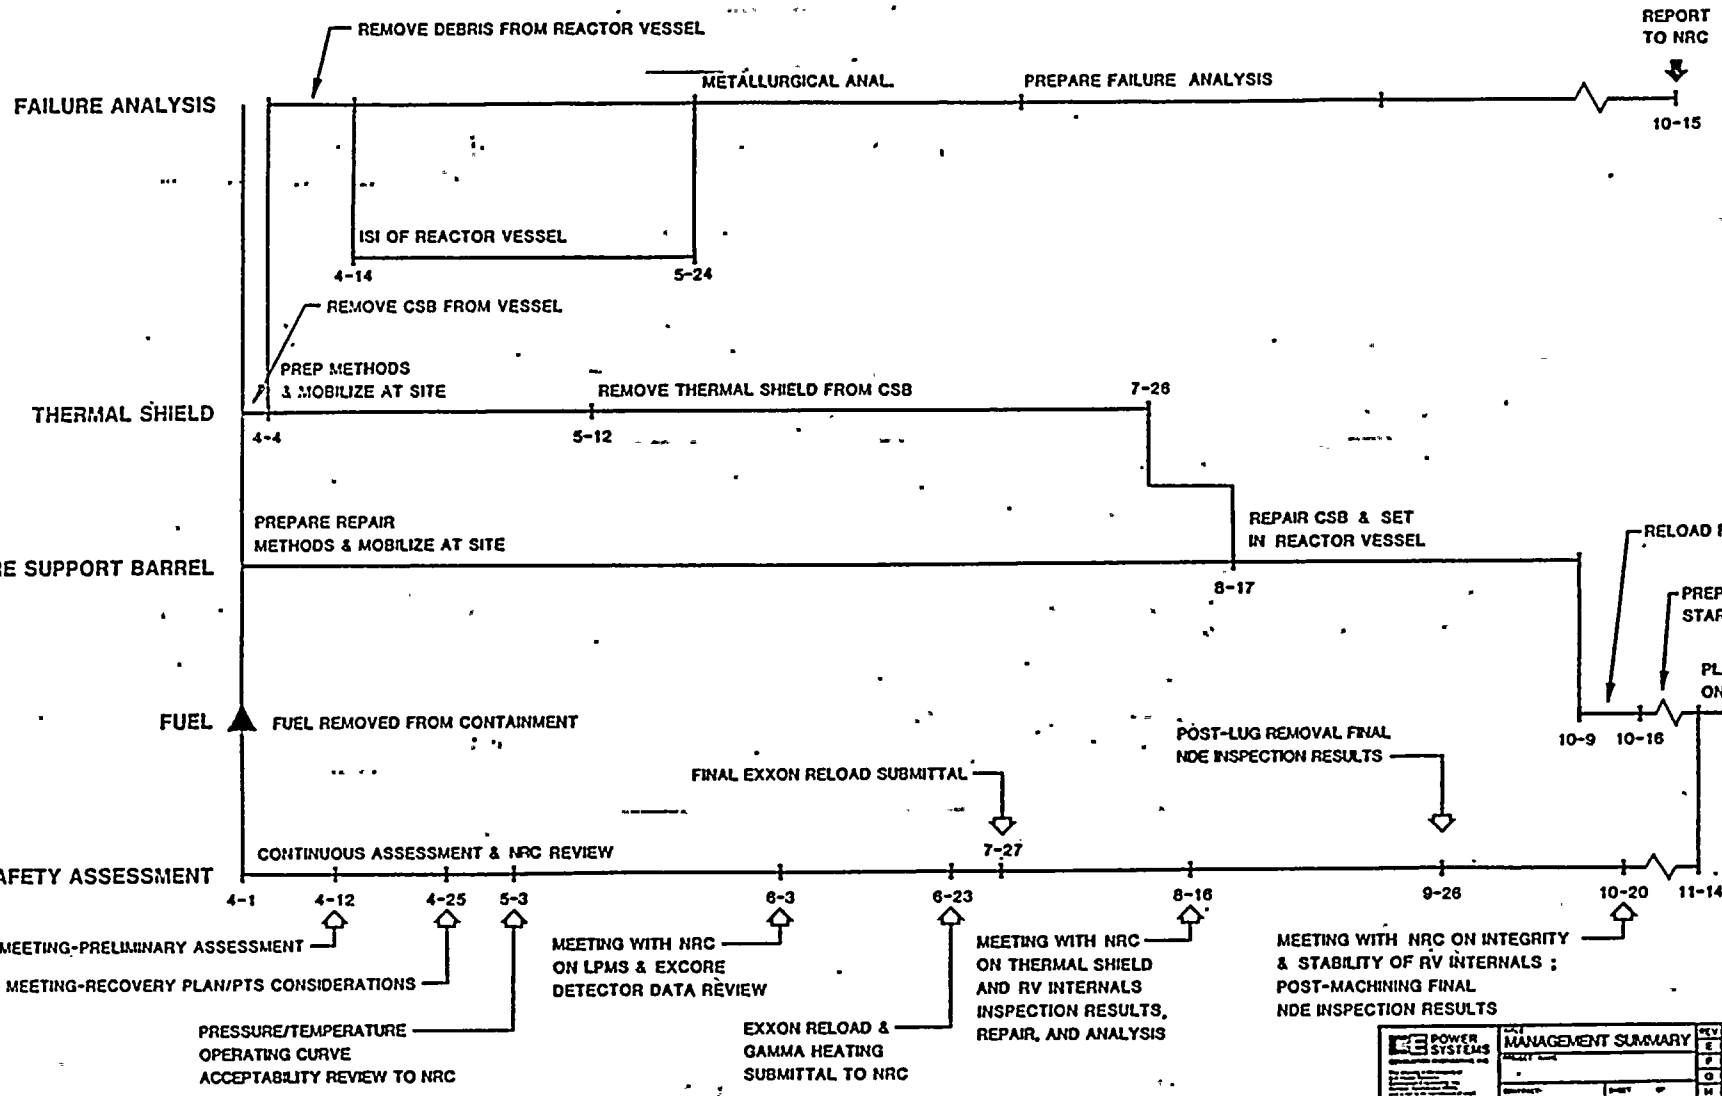 REPORT
TO NRC
REMOVE DEBRIS FROM REACTOR VESSEL
METALLURGICAL ANAL.
PREPARE FAILURE ANALYSIS
FAILURE ANALYSIS
10-15
ISI OF REACTOR VESSEL
4-14
5-24
REMOVE CSB FROM VESSEL
PREP METHODS
& MOBILIZE AT SITE
REMOVE THERMAL SHIELD FROM CSB
7-26
THERMAL SHIELD
4-4
5-12
PREPARE REPAIR
METHODS & MOBILIZE AT SITE
REPAIR CSB & SET
IN REACTOR VESSEL
RELOAD
RE SUPPORT BARREL
8-17
PREP
STAR
PL
ON
FUEL
FUEL REMOVED FROM CONTAINMENT
10-9
10-16
POST-LUG REMOVAL FINAL
NDE INSPECTION RESULTS
FINAL EXXON RELOAD SUBMITTAL
7-27
CONTINUOUS ASSESSMENT & NRC REVIEW
AFETY ASSESSMENT
4-1
4-12
4-25
5-3
6-3
6-23
8-16
9-26
10-20
11-14
MEETING-PRELIMINARY ASSESSMENT
MEETING-RECOVERY PLAN/PTS CONSIDERATIONS
PRESSURE/TEMPERATURE
OPERATING CURVE
ACCEPTABILITY REVIEW TO NRC
MEETING WITH NRC
ON LPMS & EXCORE
DETECTOR DATA REVIEW
EXXON RELOAD &
GAMMA HEATING
SUBMITTAL TO NRC
MEETING WITH NRC
ON THERMAL SHIELD
AND RV INTERNALS
INSPECTION RESULTS,
REPAIR, AND ANALYSIS
MEETING WITH NRC ON INTEGRITY
& STABILITY OF RV INTERNALS ;
POST-MACHINING FINAL
NDE INSPECTION RESULTS
POWER
SYSTEMS
MANAGEMENT SUMMARY
REV